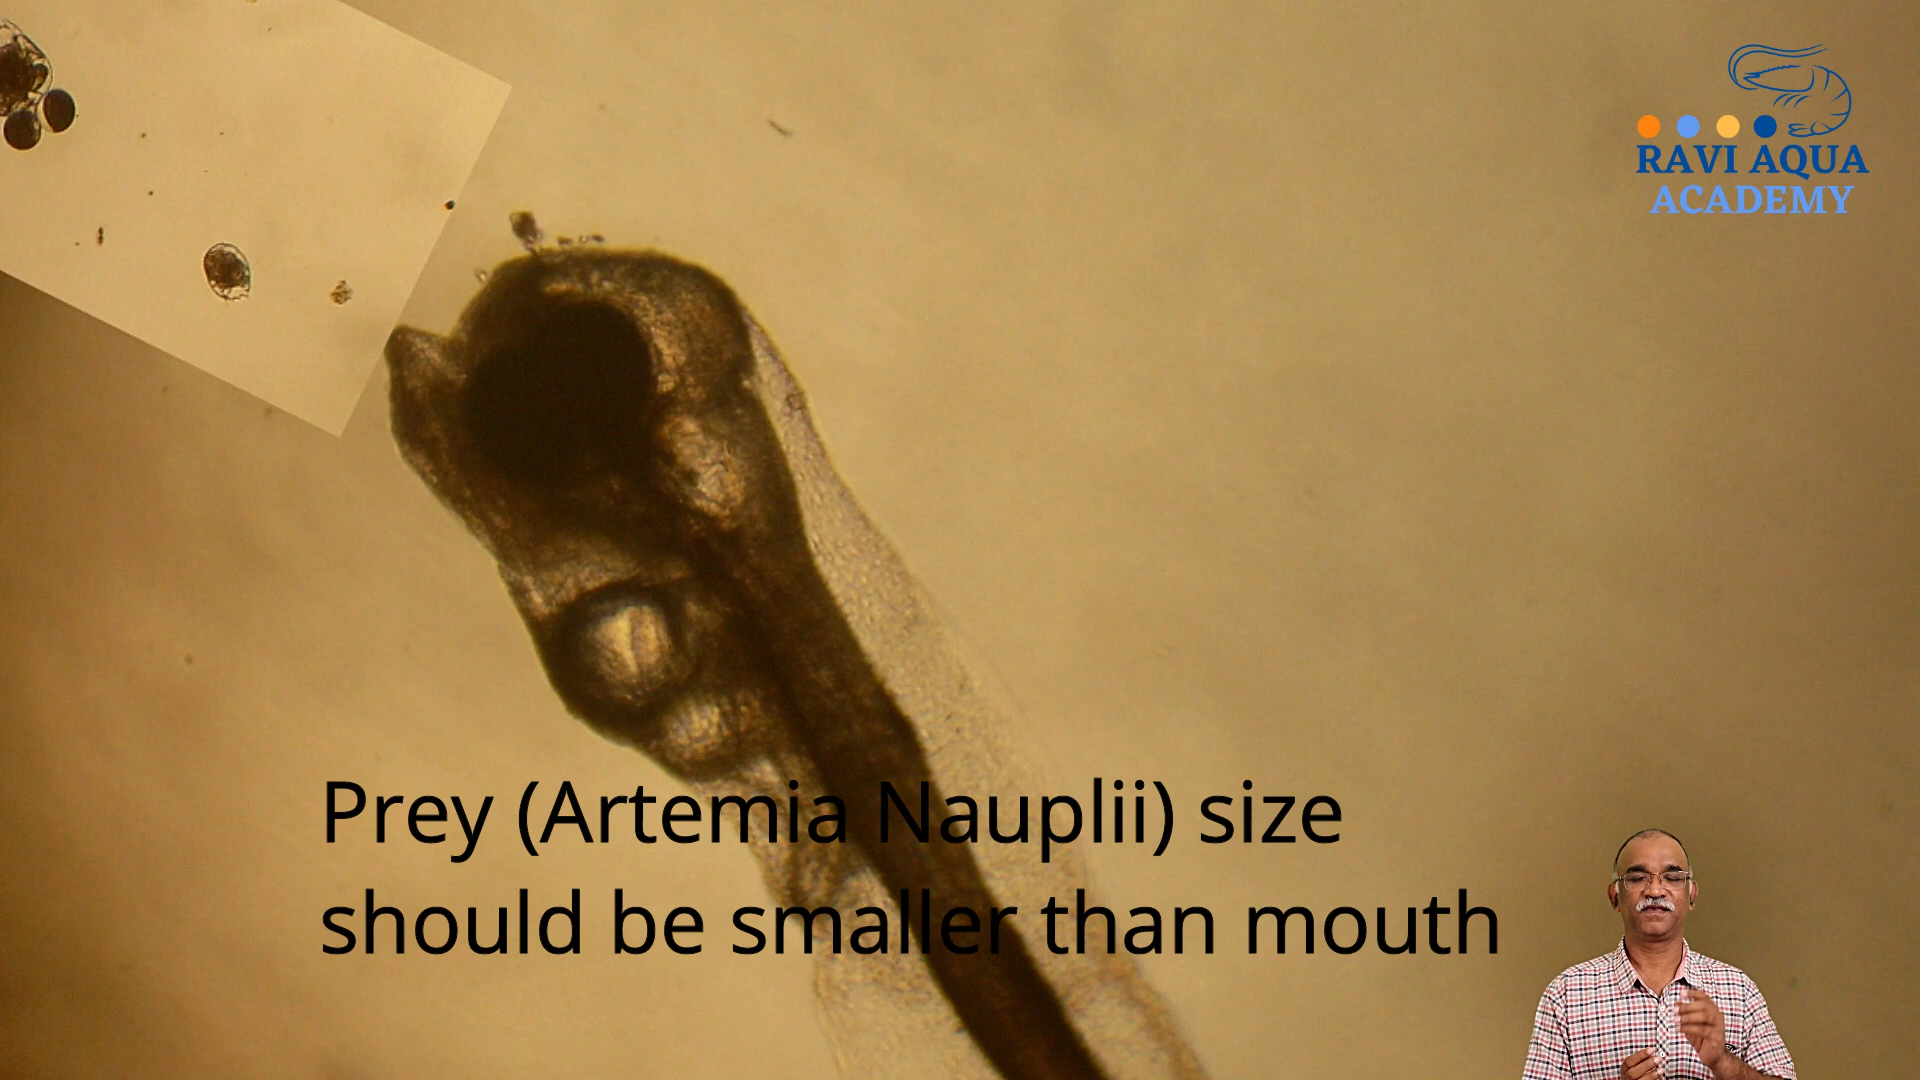 RAVI AQUA
ACADEMY
Prey (Artemia Nauplii) size
should be smaller than mouth